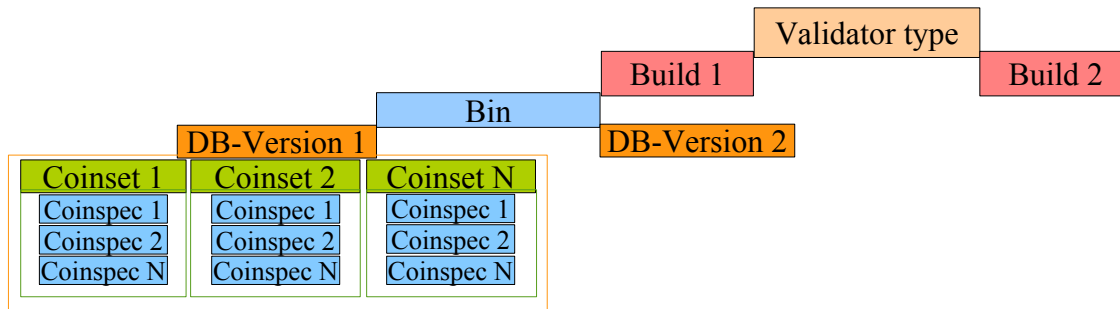 Validator type
Build 1
Build 2
Bin
DB-Version 1
DB-Version 2
Coinset 1
Coinset 2
Coinset N
Coinspec 1
Coinspec 1
Coinspec 1
Coinspec 2
Coinspec 2
Coinspec 2
Coinspec N
Coinspec N
Coinspec N